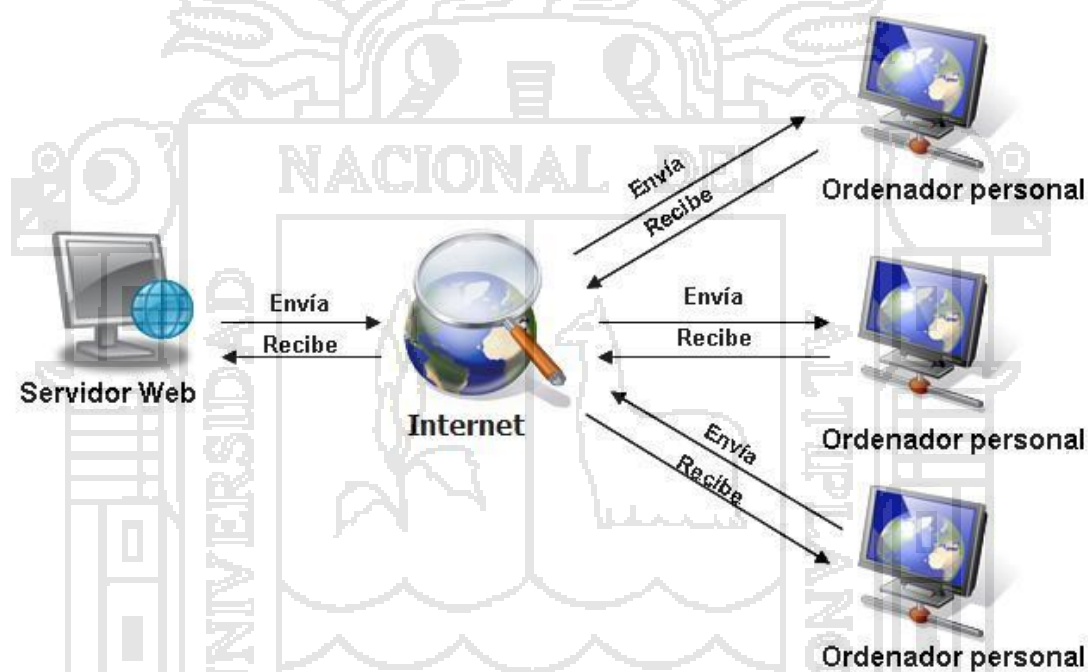 NACIONAL DEL
Envía
Recibe
Ordenador personal
Envía
Recibe
Servidor Web
Internet
Envía
Recibe
Ordenador personal
Envía
Recibe
Ordenador personal
UNIVERSIDAD